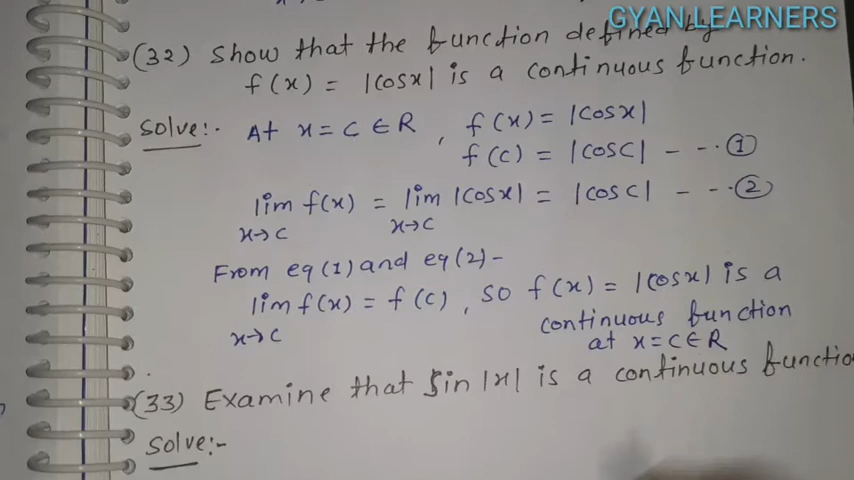 GYAN LEARNERS
(32) Show that the function defined by
f(x) = |cosx| is a continuous function.
Solve:- At x = c ∈ R, f(x) = |cosx|
f(c) = |cosc| - - - ①
lim f(x) = lim |cosx| = |cosc| - - - ②
x→c x→c
From eq(1) and eq(2)-
lim f(x) = f(c), so f(x) = |cosx| is a
x→c
continuous function
at x=c∈R
(33) Examine that Sin |x| is a continuous functio
Solve:-